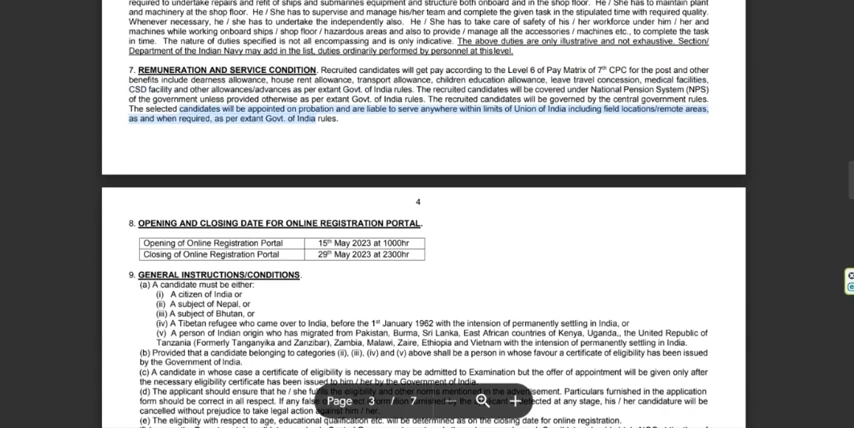 required to undertake repairs and refit of ships and submarines equipment and structure both onboard and in the shop floor. He / She has to maintain plant
and machinery at the shop floor. He / She has to supervise and manage his/her team and complete the given task in the stipulated time with required quality.
Whenever necessary, he / she has to undertake the independently also. He / She has to take care of safety of his / her workforce under him / her and
machines while working onboard ships / shop floor / hazardous areas and also to provide / manage all the accessories / machines etc., to complete the task
in time. The nature of duties specified is not all encompassing and is only indicative. The above duties are only illustrative and not exhaustive. Section/
Department of the Indian Navy may add in the list, duties ordinarily performed by personnel at this level.
7. REMUNERATION AND SERVICE CONDITION. Recruited candidates will get pay according to the Level 6 of Pay Matrix of 7th CPC for the post and other
benefits include dearness allowance, house rent allowance, transport allowance, children education allowance, leave travel concession, medical facilities,
CSD facility and other allowances/advances as per extant Govt. of India rules. The recruited candidates will be covered under National Pension System (NPS)
of the government unless provided otherwise as per extant Govt. of India rules. The recruited candidates will be governed by the central government rules.
The selected candidates will be appointed on probation and are liable to serve anywhere within limits of Union of India including field locations/remote areas,
as and when required, as per extant Govt. of India rules.
4
8. OPENING AND CLOSING DATE FOR ONLINE REGISTRATION PORTAL.
Opening of Online Registration Portal 15th May 2023 at 1000hr
Closing of Online Registration Portal 29th May 2023 at 2300hr
9. GENERAL INSTRUCTIONS/CONDITIONS.
(a) A candidate must be either:
(i) A citizen of India or
(ii) A subject of Nepal, or
(iii) A subject of Bhutan, or
(iv) A Tibetan refugee who came over to India, before the 1st January 1962 with the intension of permanently settling in India, or
(v) A person of Indian origin who has migrated from Pakistan, Burma, Sri Lanka, East African countries of Kenya, Uganda,, the United Republic of
Tanzania (Formerly Tanganyika and Zanzibar), Zambia, Malawi, Zaire, Ethiopia and Vietnam with the intension of permanently settling in India.
(b) Provided that a candidate belonging to categories (ii), (iii), (iv) and (v) above shall be a person in whose favour a certificate of eligibility has been issued
by the Government of India.
(c) A candidate in whose case a certificate of eligibility is necessary may be admitted to Examination but the offer of appointment will be given only after
the necessary eligibility certificate has been issued to him / her by the Government of India.
(d) The applicant should ensure that he / she fulfils the eligibility and other norms mentioned in the advertisement. Particulars furnished in the application
form should be correct in all respect. If any false at any stage, his / her candidature will be
cancelled without prejudice to take legal action against him / her.
Page 3 / 7
(e) The eligibility with respect to age, educational qualification etc. will be determined as on the closing date for online registration.